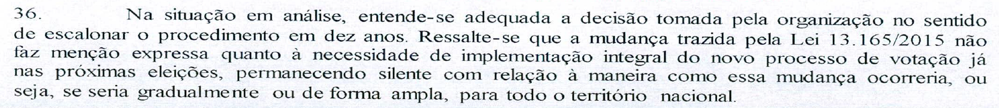 36. Na situação em análise, entende-se adequada a decisão tomada pela organização no sentido
de escalonar o procedimento em dez anos. Ressalte-se que a mudança trazida pela Lei 13.165/2015 não
faz menção expressa quanto à necessidade de implementação integral do novo processo de votação já
nas próximas eleições, permanecendo silente com relação à maneira como essa mudança ocorreria, ou
seja, se seria gradualmente ou de forma ampla, para todo o território nacional.